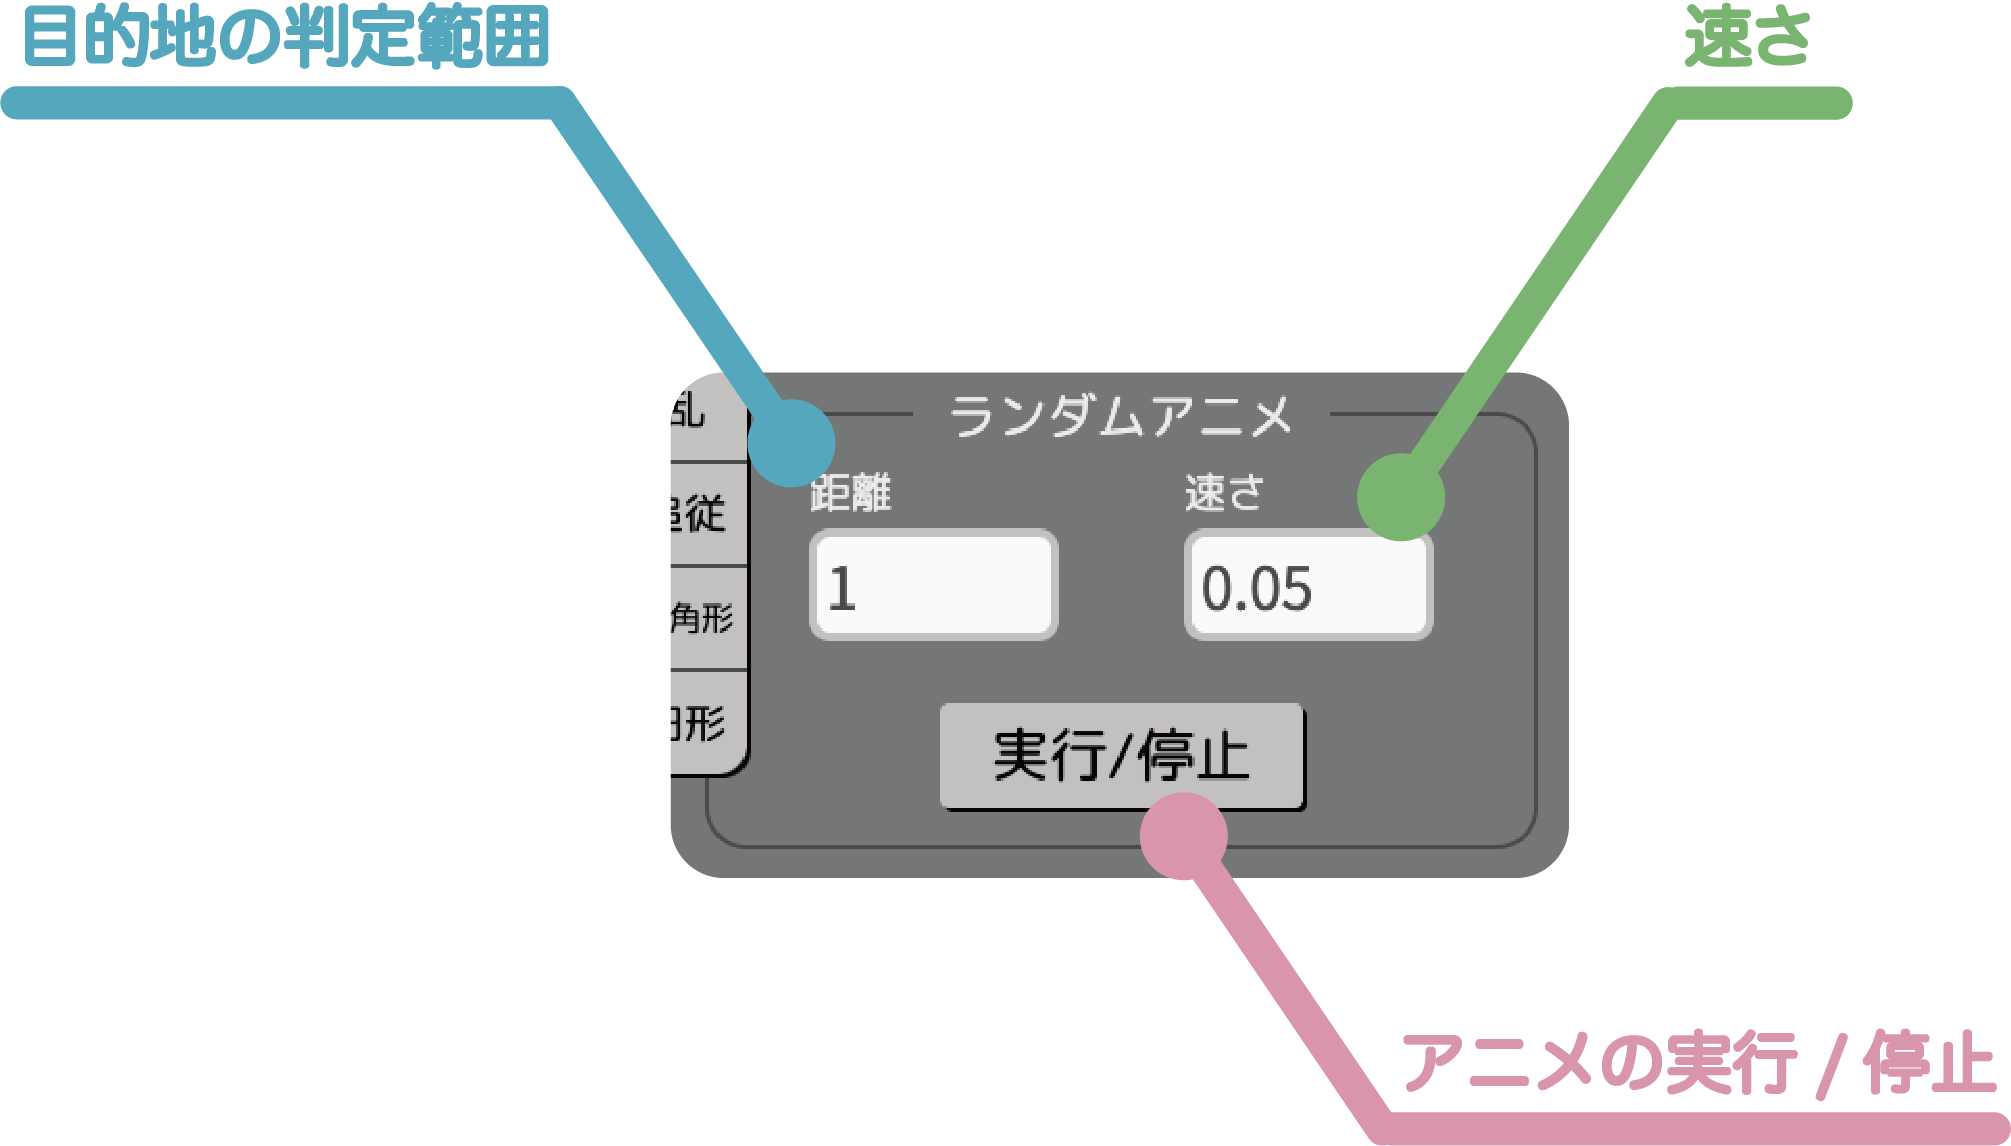 目的地の判定範囲
速さ
ランダムアニメ
乱
距離
速さ
従
1
0.05
角形
形
実行/停止
アニメの実行 / 停止